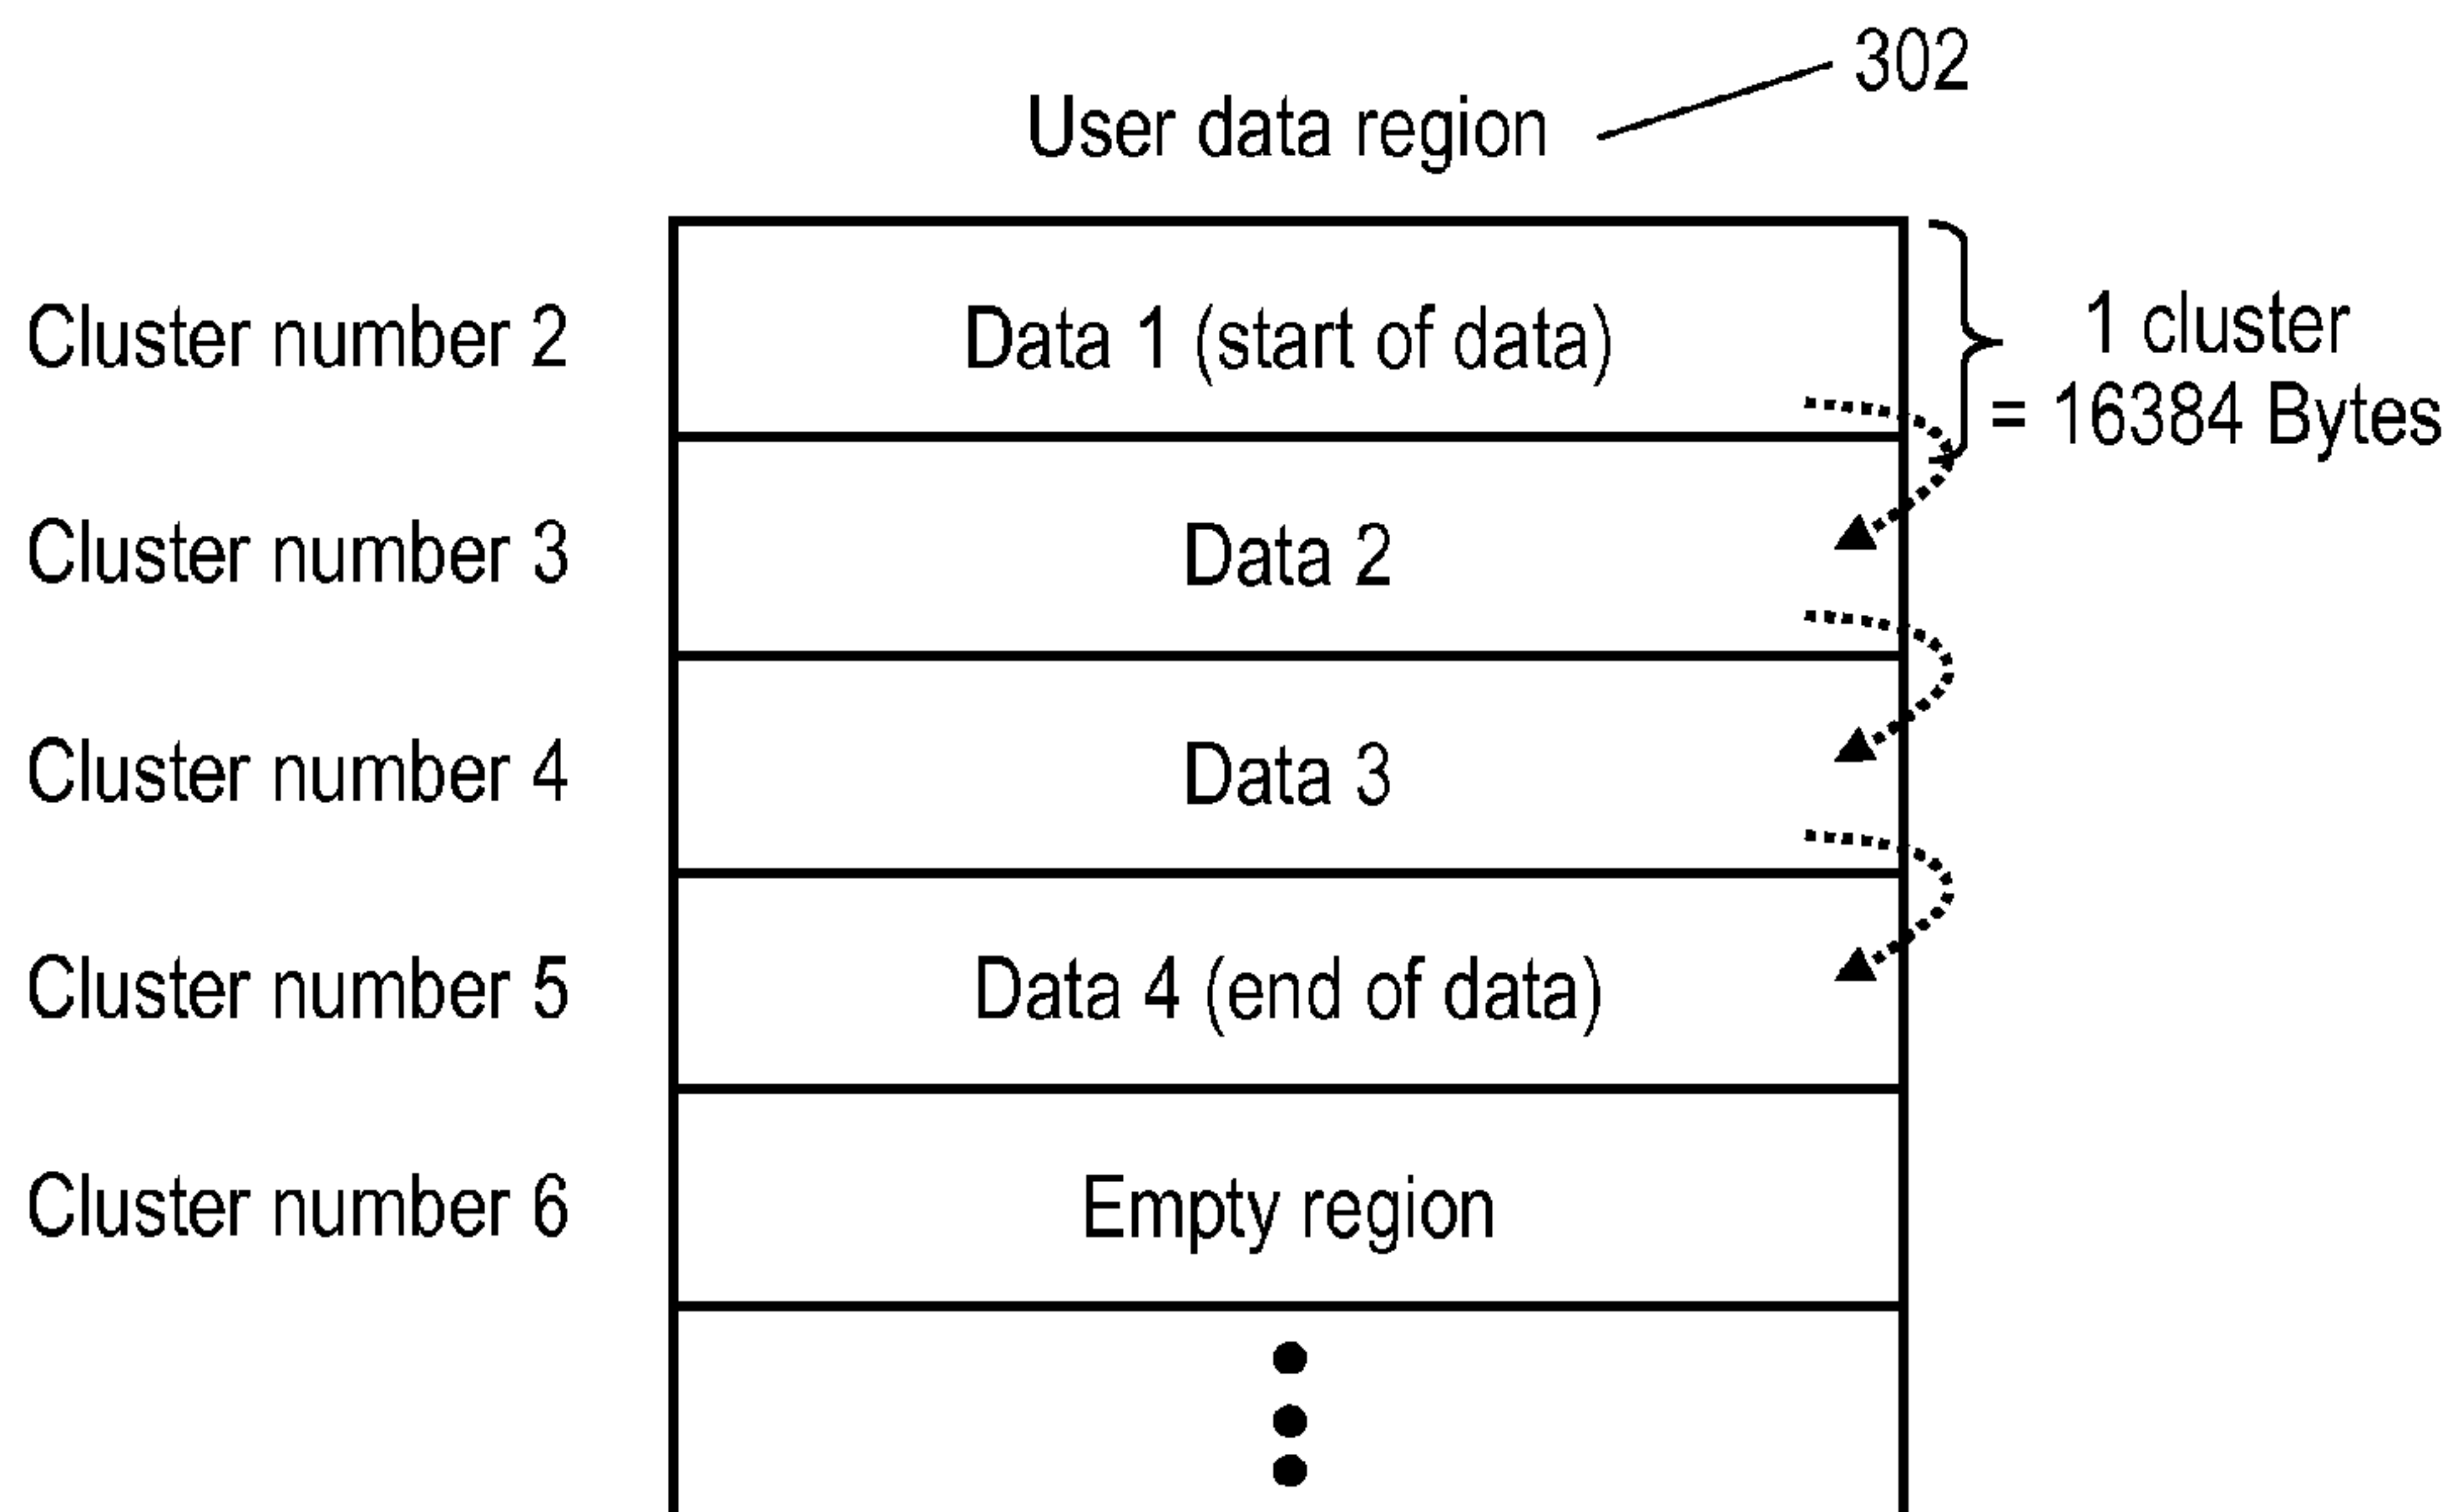 302
User data region
Cluster number 2
Data 1 (start of data)
1 cluster
= 16384 Bytes
Cluster number 3
Data 2
Cluster number 4
Data 3
Cluster number 5
Data 4 (end of data)
Cluster number 6
Empty region